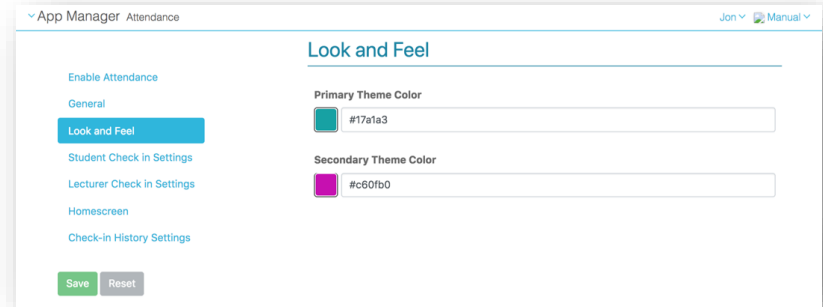 App Manager Attendance
Jon Manual
Look and Feel
Enable Attendance
General
Look and Feel
Student Check in Settings
Lecturer Check in Settings
Homescreen
Check-in History Settings
Save Reset
Primary Theme Color
#17a1a3
Secondary Theme Color
#c60fb0